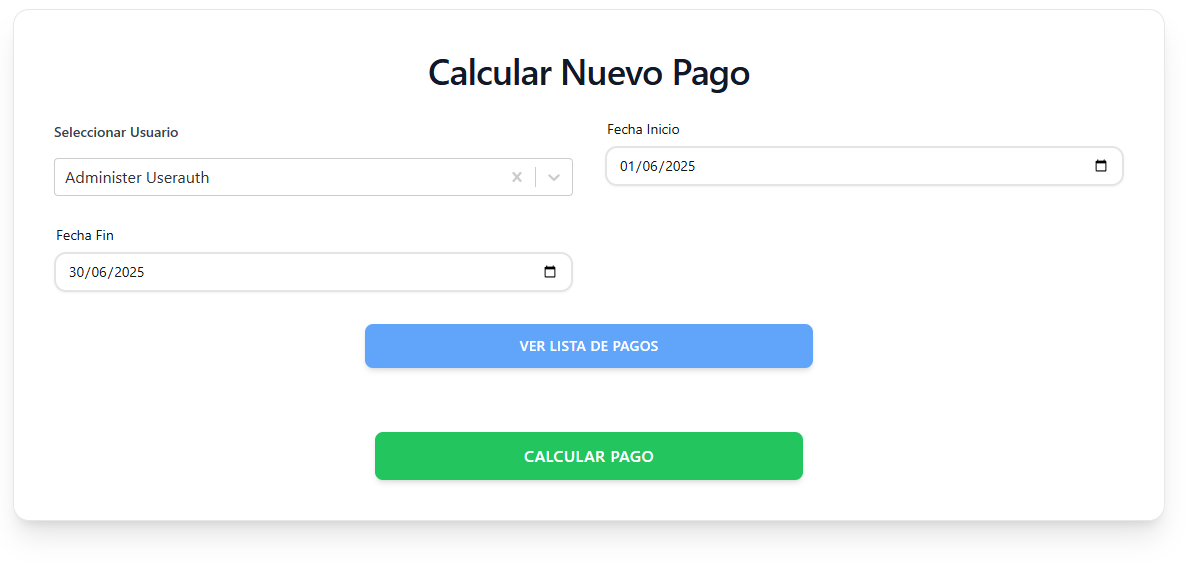 Calcular Nuevo Pago
Seleccionar Usuario
Administer Userauth
Fecha Inicio
01/06/2025
Fecha Fin
30/06/2025
VER LISTA DE PAGOS
CALCULAR PAGO